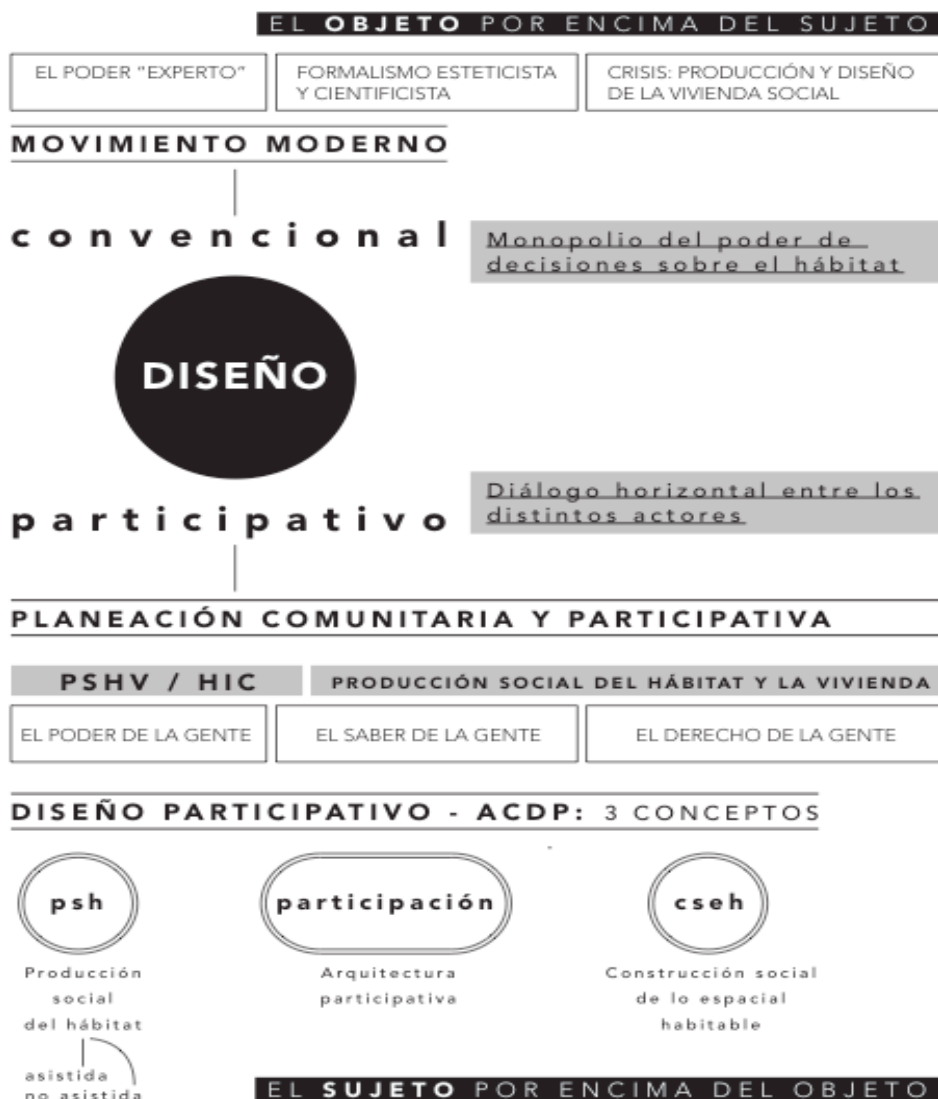 EL OBJETO POR ENCIMA DEL SUJETO
EL PODER "EXPERTO"
FORMALISMO ESTETICISTA
Y CIENTIFICISTA
CRISIS: PRODUCCIÓN Y DISEÑO
DE LA VIVIENDA SOCIAL
MOVIMIENTO MODERNO
convencional
Monopolio del poder de
decisiones sobre el hábitat
DISEÑO
participativo
Diálogo horizontal entre los
distintos actores
PLANEACIÓN COMUNITARIA Y PARTICIPATIVA
PSHV / HIC
PRODUCCIÓN SOCIAL DEL HÁBITAT Y LA VIVIENDA
EL PODER DE LA GENTE
EL SABER DE LA GENTE
EL DERECHO DE LA GENTE
DISEÑO PARTICIPATIVO - ACDP: 3 CONCEPTOS
psh
Producción
social
del hábitat
asistida
no asistida
participación
Arquitectura
participativa
cseh
Construcción social
de lo espacial
habitable
EL SUJETO POR ENCIMA DEL OBJETO